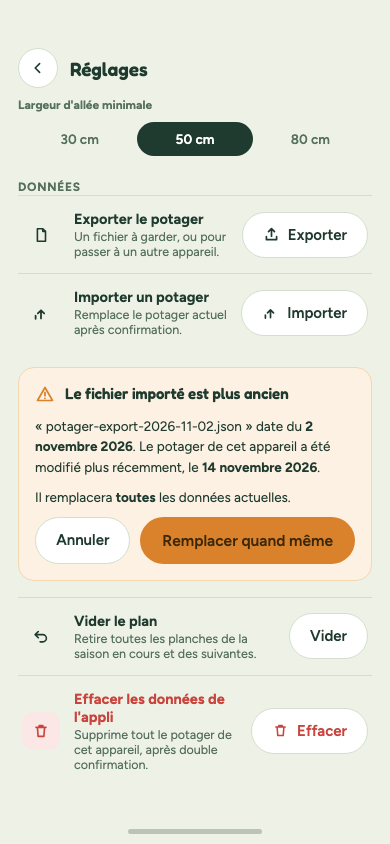 Réglages
Largeur d'allée minimale
30 cm
50 cm
80 cm
DONNÉES
Exporter le potager
Un fichier à garder, ou pour
passer à un autre appareil.
Exporter
Importer un potager
Remplace le potager actuel
après confirmation.
Importer
Le fichier importé est plus ancien
« potager-export-2026-11-02.json » date du 2
novembre 2026. Le potager de cet appareil a été
modifié plus récemment, le 14 novembre 2026.
Il remplacera toutes les données actuelles.
Annuler
Remplacer quand même
Vider le plan
Retire toutes les planches de la
saison en cours et des suivantes.
Vider
Effacer les données de
l'appli
Supprime tout le potager de
cet appareil, après double
confirmation.
Effacer